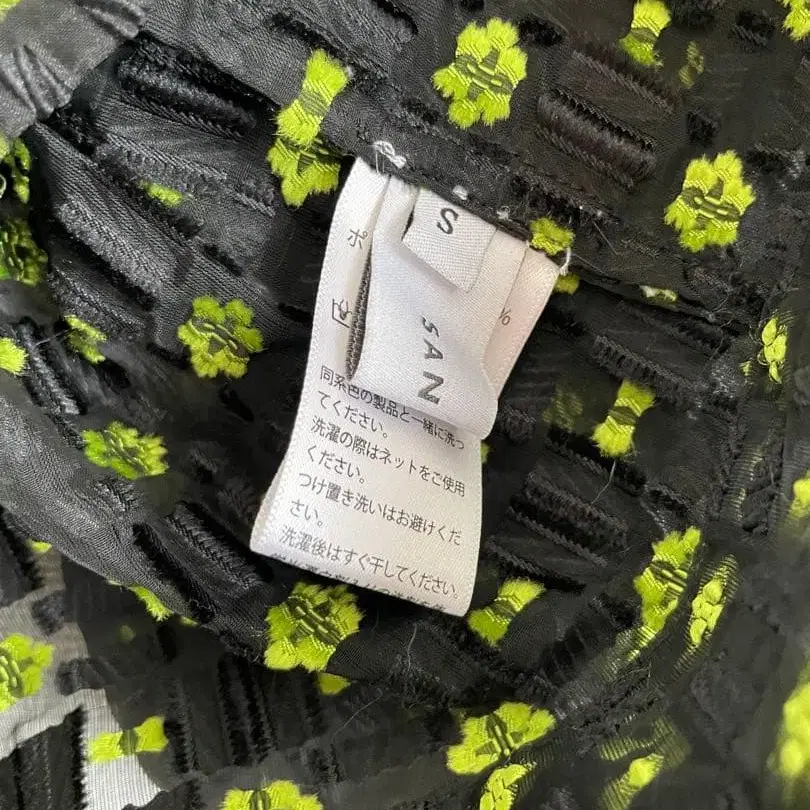 S
SAN
ポ
%
同系色の製品と一緒に洗っ
てください。
洗濯の際はネットをご使用
ください。
つけ置き洗いはお避けくだ
さい。
洗濯後はすぐ干してください。